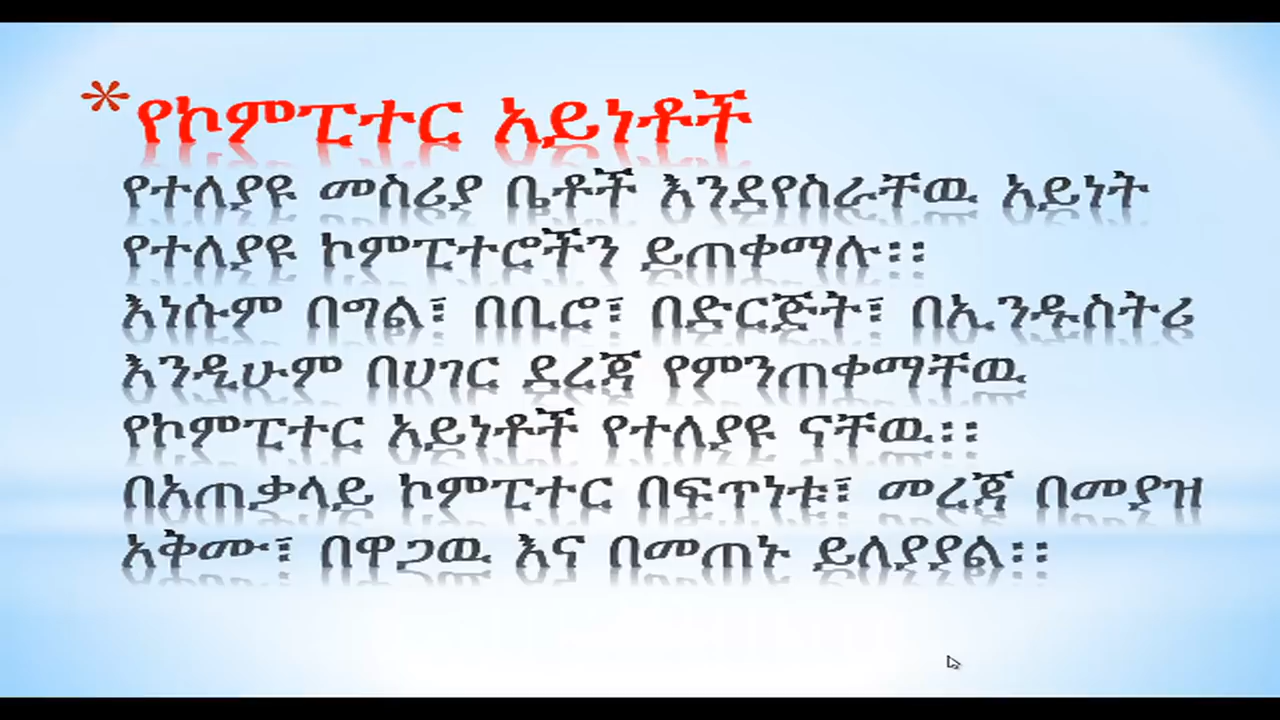 * የኮምፒተር አይነቶች
የተለያዩ መስሪያ ቤቶች እንደየስራቸዉ አይነት
የተለያዩ ኮምፒተሮችን ይጠቀማሉ፡፡
እነሱም በግል፣ በቢሮ፣ በድርጅት፣ በኢንዱስትሪ
እንዲሁም በሀገር ደረጃ የምንጠቀማቸዉ
የኮምፒተር አይነቶች የተለያዩ ናቸዉ፡፡
በአጠቃላይ ኮምፒተር በፍጥነቱ፣ መረጃ በመያዝ
አቅሙ፣ በዋጋዉ እና በመጠኑ ይለያያል፡፡